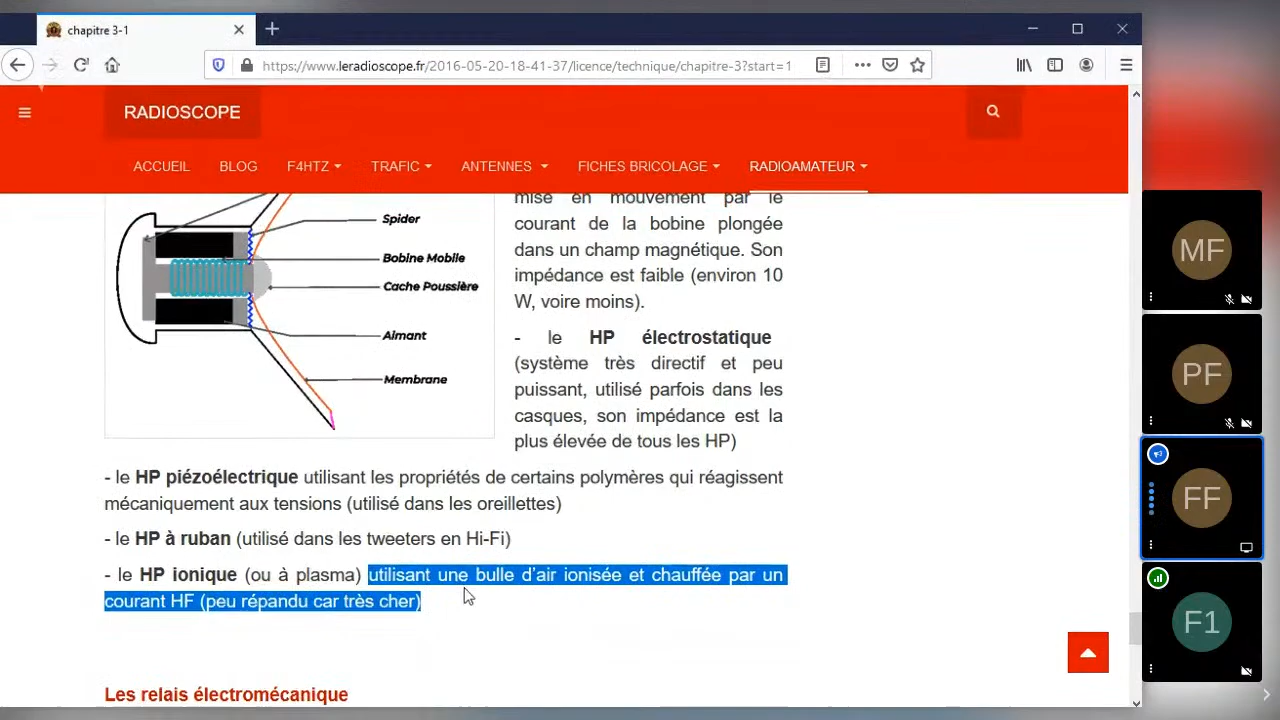 chapitre 3-1
https://www.leradioscope.fr/2016-05-20-18-41-37/licence/technique/chapitre-3?start=1
RADIOSCOPE
ACCUEIL BLOG F4HTZ TRAFIC ANTENNES FICHES BRICOLAGE RADIOAMATEUR
Spider
Bobine Mobile
Cache Poussière
Aimant
Membrane
mise en mouvement par le
courant de la bobine plongée
dans un champ magnétique. Son
impédance est faible (environ 10
W, voire moins).
- le HP électrostatique
(système très directif et peu
puissant, utilisé parfois dans les
casques, son impédance est la
plus élevée de tous les HP)
- le HP piézoélectrique utilisant les propriétés de certains polymères qui réagissent
mécaniquement aux tensions (utilisé dans les oreillettes)
- le HP à ruban (utilisé dans les tweeters en Hi-Fi)
- le HP ionique (ou à plasma) utilisant une bulle d'air ionisée et chauffée par un
courant HF (peu répandu car très cher)
Les relais électromécanique
MF
PF
FF
F1